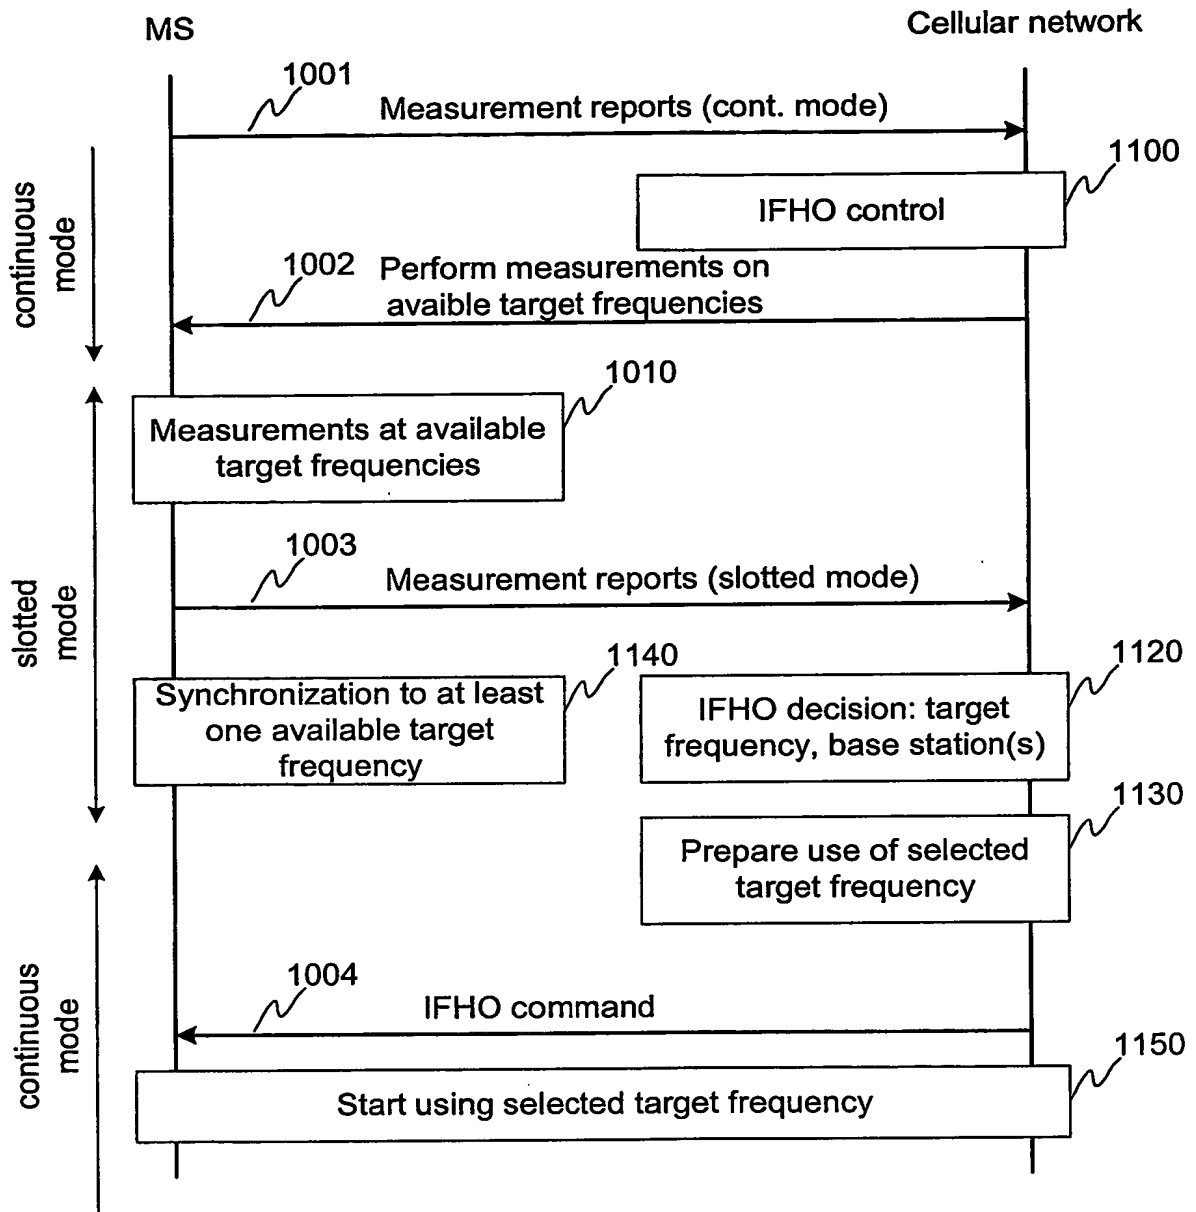 MS
Cellular network
1001
Measurement reports (cont. mode)
1100
IFHO control
continuous
mode
1002
Perform measurements on
avaible target frequencies
1010
Measurements at available
target frequencies
1003
Measurement reports (slotted mode)
slotted
mode
1140
Synchronization to at least
one available target
frequency
1120
IFHO decision: target
frequency, base station(s)
1130
Prepare use of selected
target frequency
continuous
mode
1004
IFHO command
1150
Start using selected target frequency